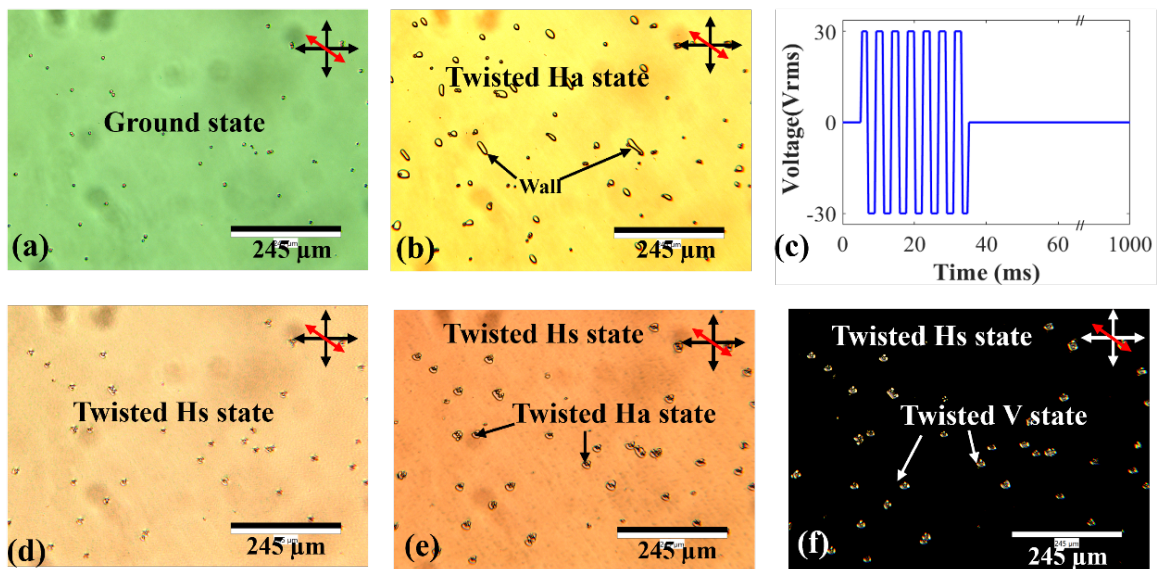 Ground state
245 μm
(a)
Twisted Ha state
Wall
245 μm
(b)
Voltage(Vrms)
30
0
-30
0 20 40 60 1000
Time (ms)
(c)
Twisted Hs state
245 μm
(d)
Twisted Hs state
Twisted Ha state
245 μm
(e)
Twisted Hs state
Twisted V state
245 μm
245 μm
(f)